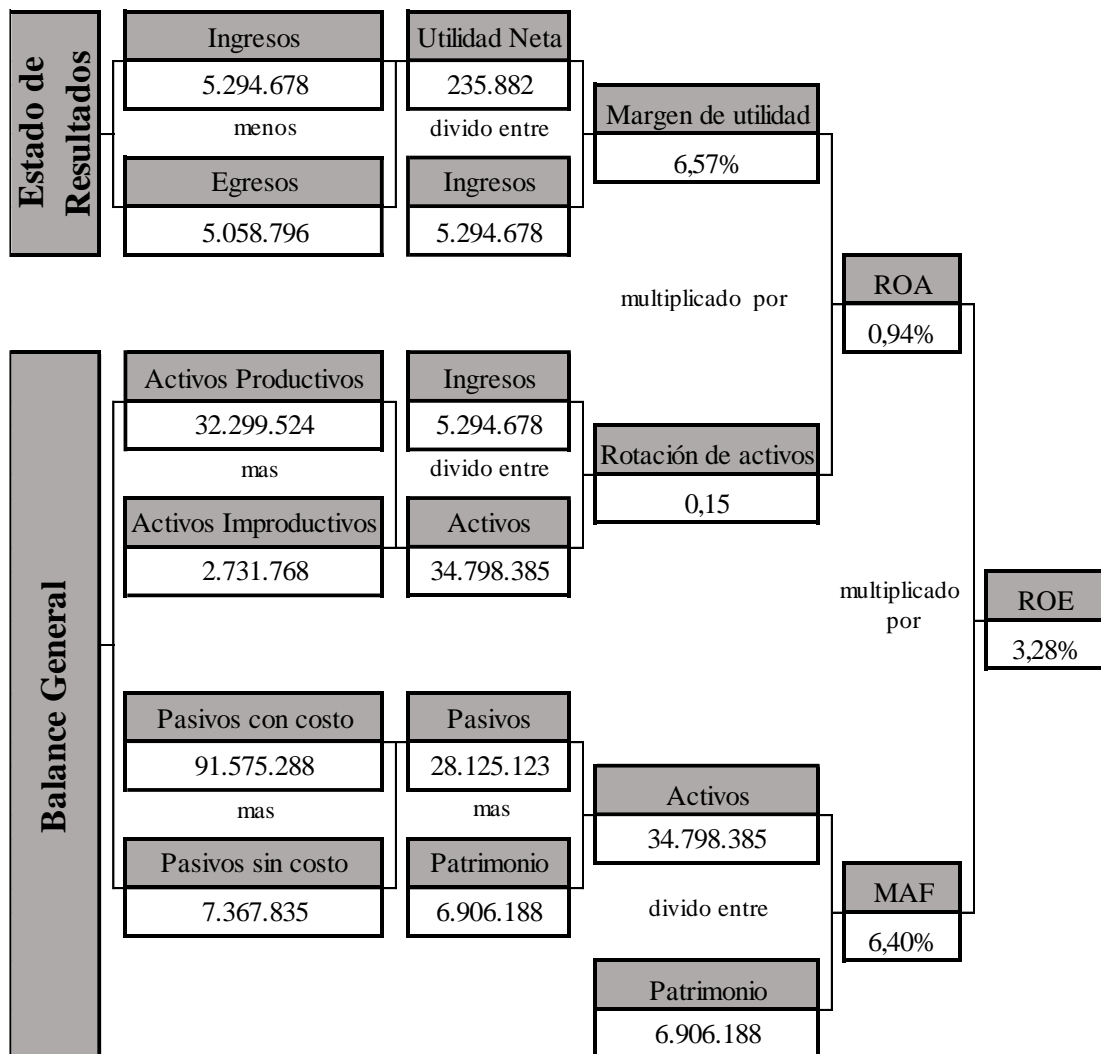 Estado de
Resultados
Ingresos
5.294.678
menos
Egresos
5.058.796
Utilidad Neta
235.882
divido entre
Ingresos
5.294.678
Margen de utilidad
6,57%
multiplicado por
ROA
0,94%
Balance General
Activos Productivos
32.299.524
mas
Activos Improductivos
2.731.768
Ingresos
5.294.678
divido entre
Activos
34.798.385
Rotación de activos
0,15
multiplicado
por
ROE
3,28%
Pasivos con costo
91.575.288
mas
Pasivos sin costo
7.367.835
Pasivos
28.125.123
mas
Patrimonio
6.906.188
Activos
34.798.385
divido entre
Patrimonio
6.906.188
MAF
6,40%